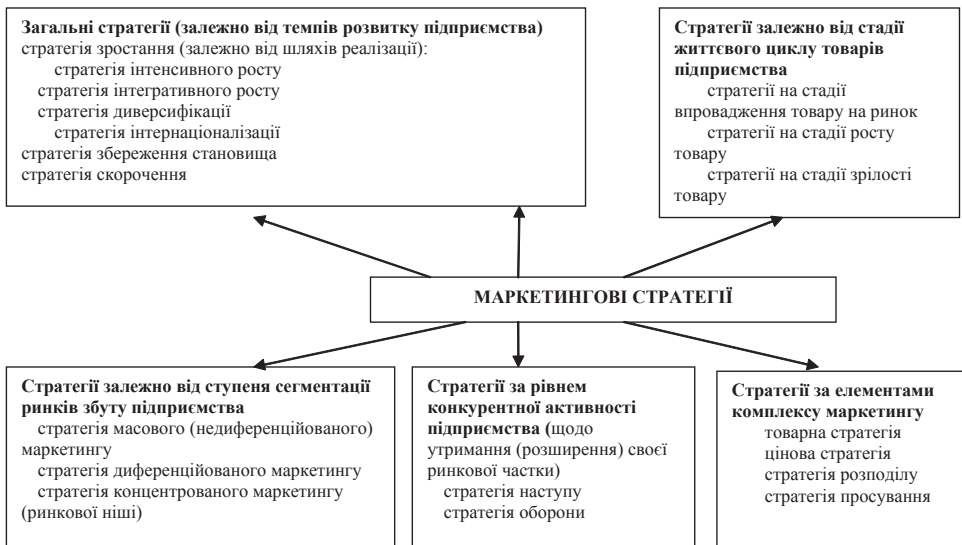 Загальні стратегії (залежно від темпів розвитку підприємства)
стратегія зростання (залежно від шляхів реалізації):
стратегія інтенсивного росту
стратегія інтегративного росту
стратегія диверсифікації
стратегія інтернаціоналізації
стратегія збереження становища
стратегія скорочення
Стратегії залежно від стадії
життєвого циклу товарів
підприємства
стратегії на стадії
впровадження товару на ринок
стратегії на стадії росту
товару
стратегії на стадії зрілості
товару
МАРКЕТИНГОВІ СТРАТЕГІЇ
Стратегії залежно від ступеня сегментації
ринків збуту підприємства
стратегія масового (недиференційованого)
маркетингу
стратегія диференційованого маркетингу
стратегія концентрованого маркетингу
(ринкової ніші)
Стратегії за рівнем
конкурентної активності
підприємства (щодо
утримання (розширення) своєї
ринкової частки)
стратегія наступу
стратегія оборони
Стратегії за елементами
комплексу маркетингу
товарна стратегія
цінова стратегія
стратегія розподілу
стратегія просування